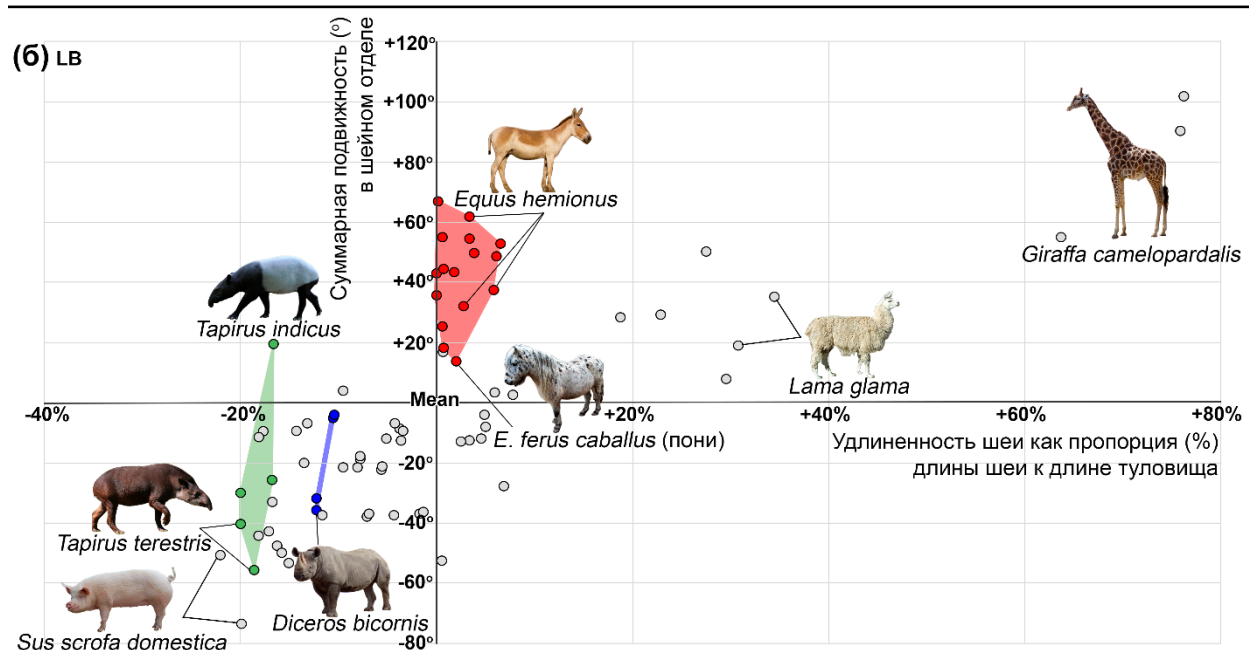 (б) LB
Суммарная подвижность (°)
в шейном отделе
+120°
+100°
+80°
+60°
+40°
+20°
Mean
-20°
-40°
-60°
-80°
-40%
-20%
+20%
+40%
+60%
+80%
Equus hemionus
Giraffa camelopardalis
Tapirus indicus
Lama glama
E. ferus caballus (пони)
Удлиненность шеи как пропорция (%)
длины шеи к длине туловища
Tapirus terestris
Diceros bicornis
Sus scrofa domestica